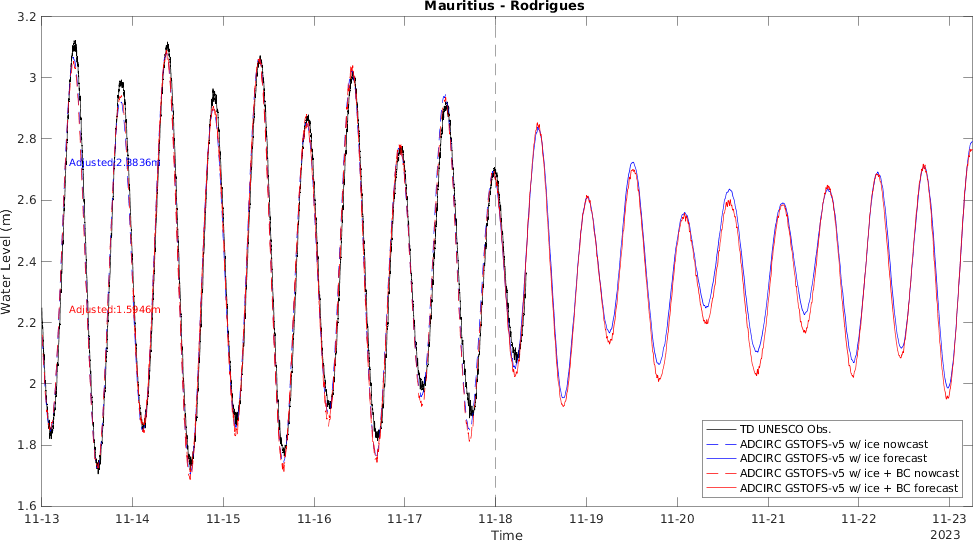 Mauritius - Rodrigues
3.2
3
2.8
2.6
2.4
2.2
2
1.8
1.6
Water Level (m)
Adjusted:2.3836m
Adjusted:1.5946m
TD UNESCO Obs.
ADCIRC GSTOFS-v5 w/ ice nowcast
ADCIRC GSTOFS-v5 w/ ice forecast
ADCIRC GSTOFS-v5 w/ ice + BC nowcast
ADCIRC GSTOFS-v5 w/ ice + BC forecast
11-13 11-14 11-15 11-16 11-17 11-18 11-19 11-20 11-21 11-22 11-23
Time
2023